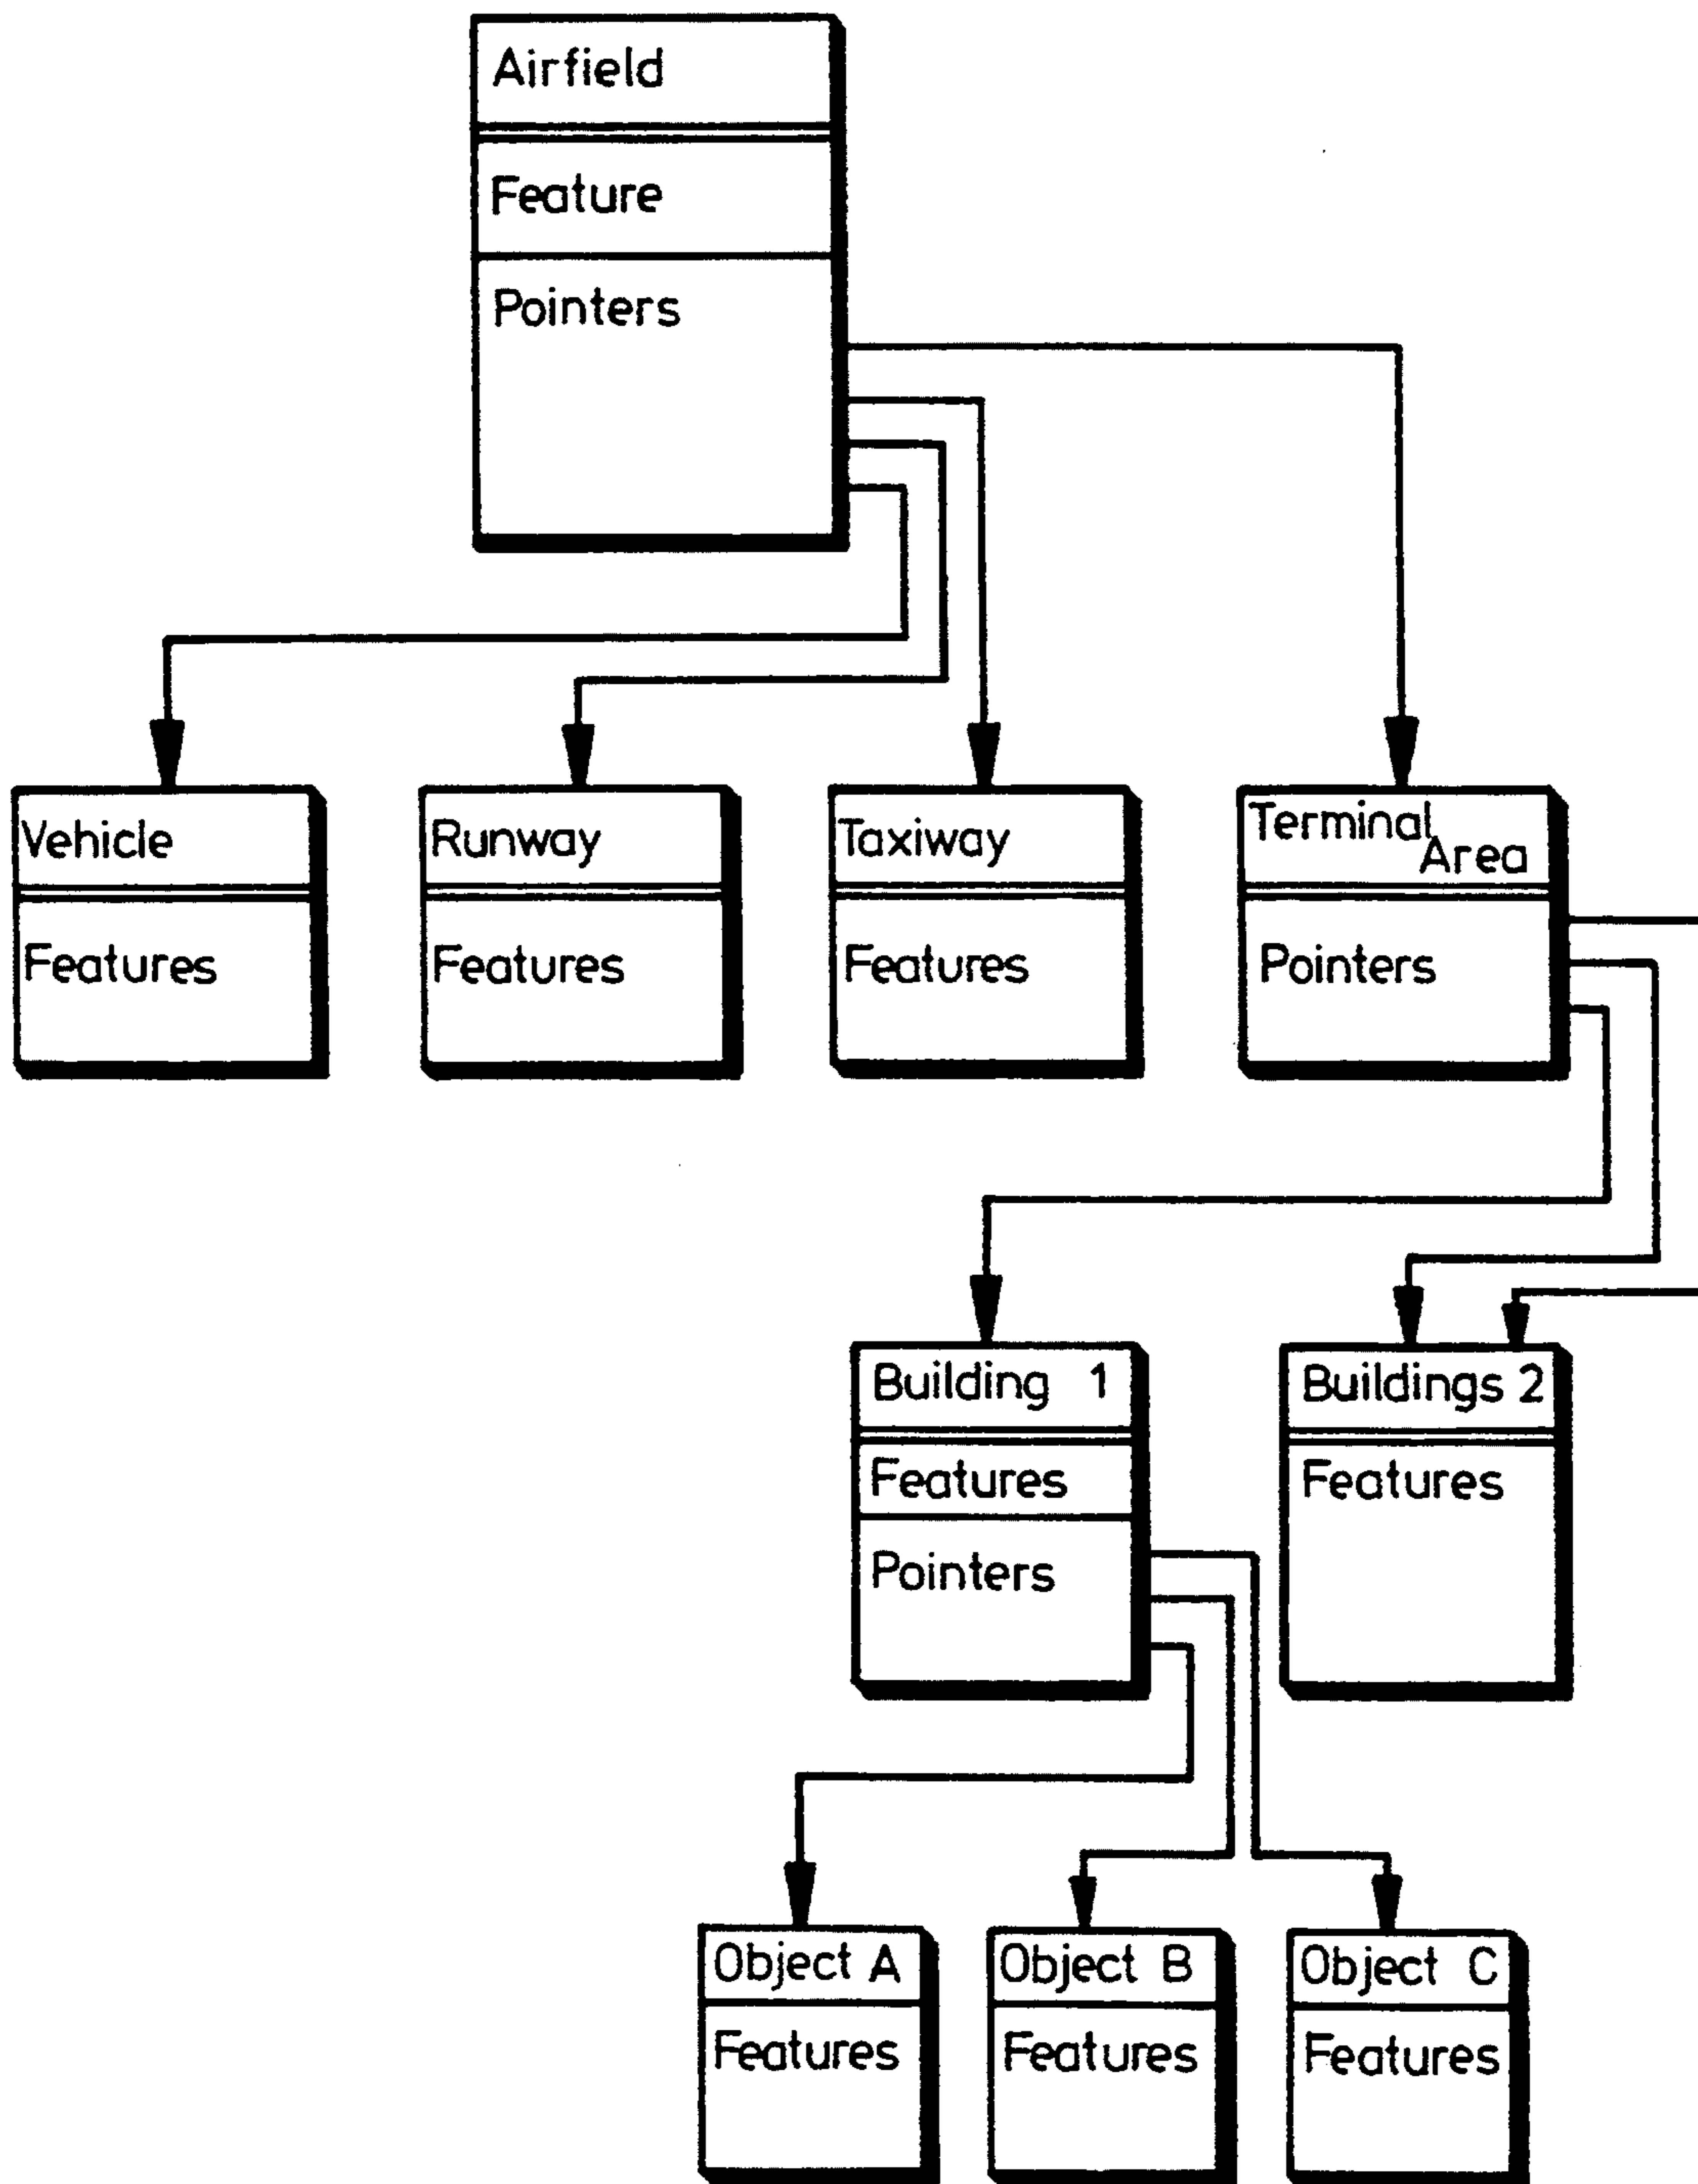 Airfield
Feature
Pointers
Vehicle
Features
Runway
Features
Taxiway
Features
Terminal
Area
Pointers
Building 1
Features
Pointers
Buildings 2
Features
Object A
Features
Object B
Features
Object C
Features